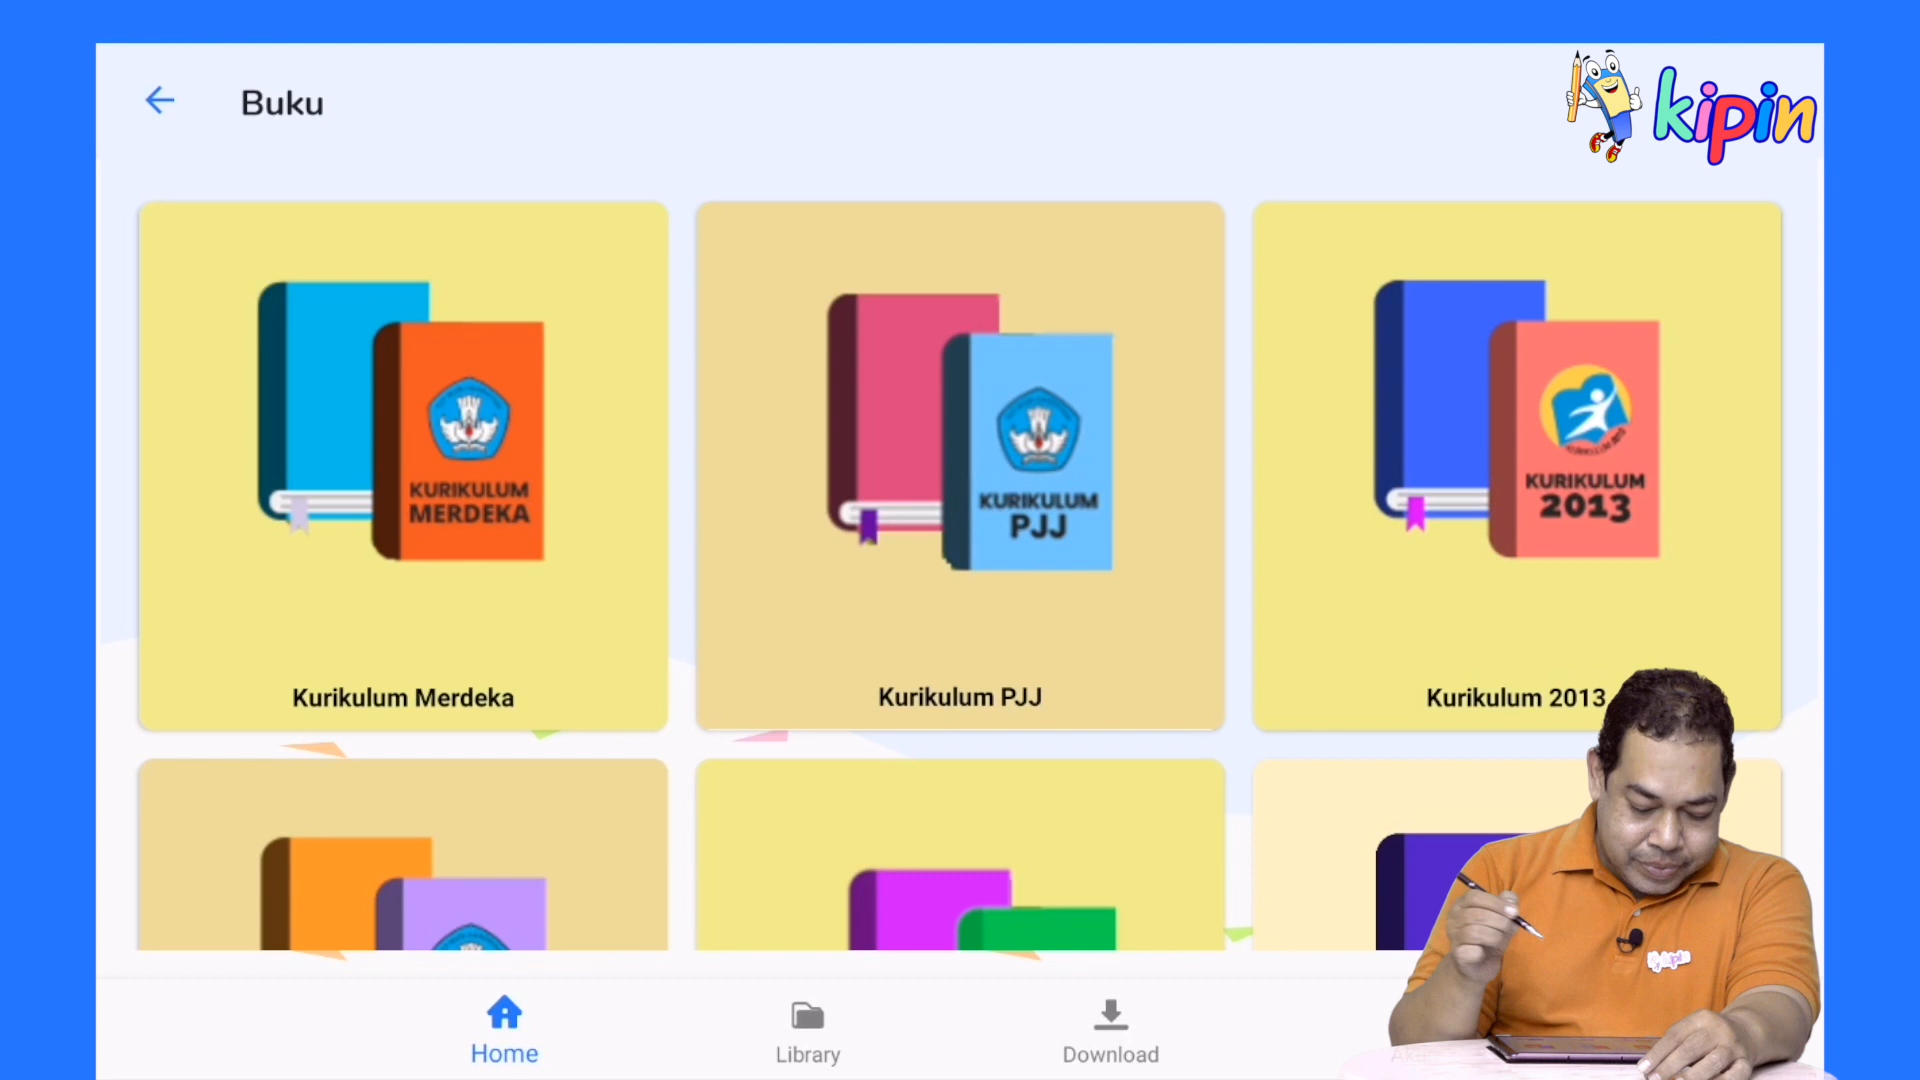 Buku
kipin
KURIKULUM
MERDEKA
KURIKULUM
PJJ
KURIKULUM
2013
Kurikulum Merdeka
Kurikulum PJJ
Kurikulum 2013
Home
Library
Download